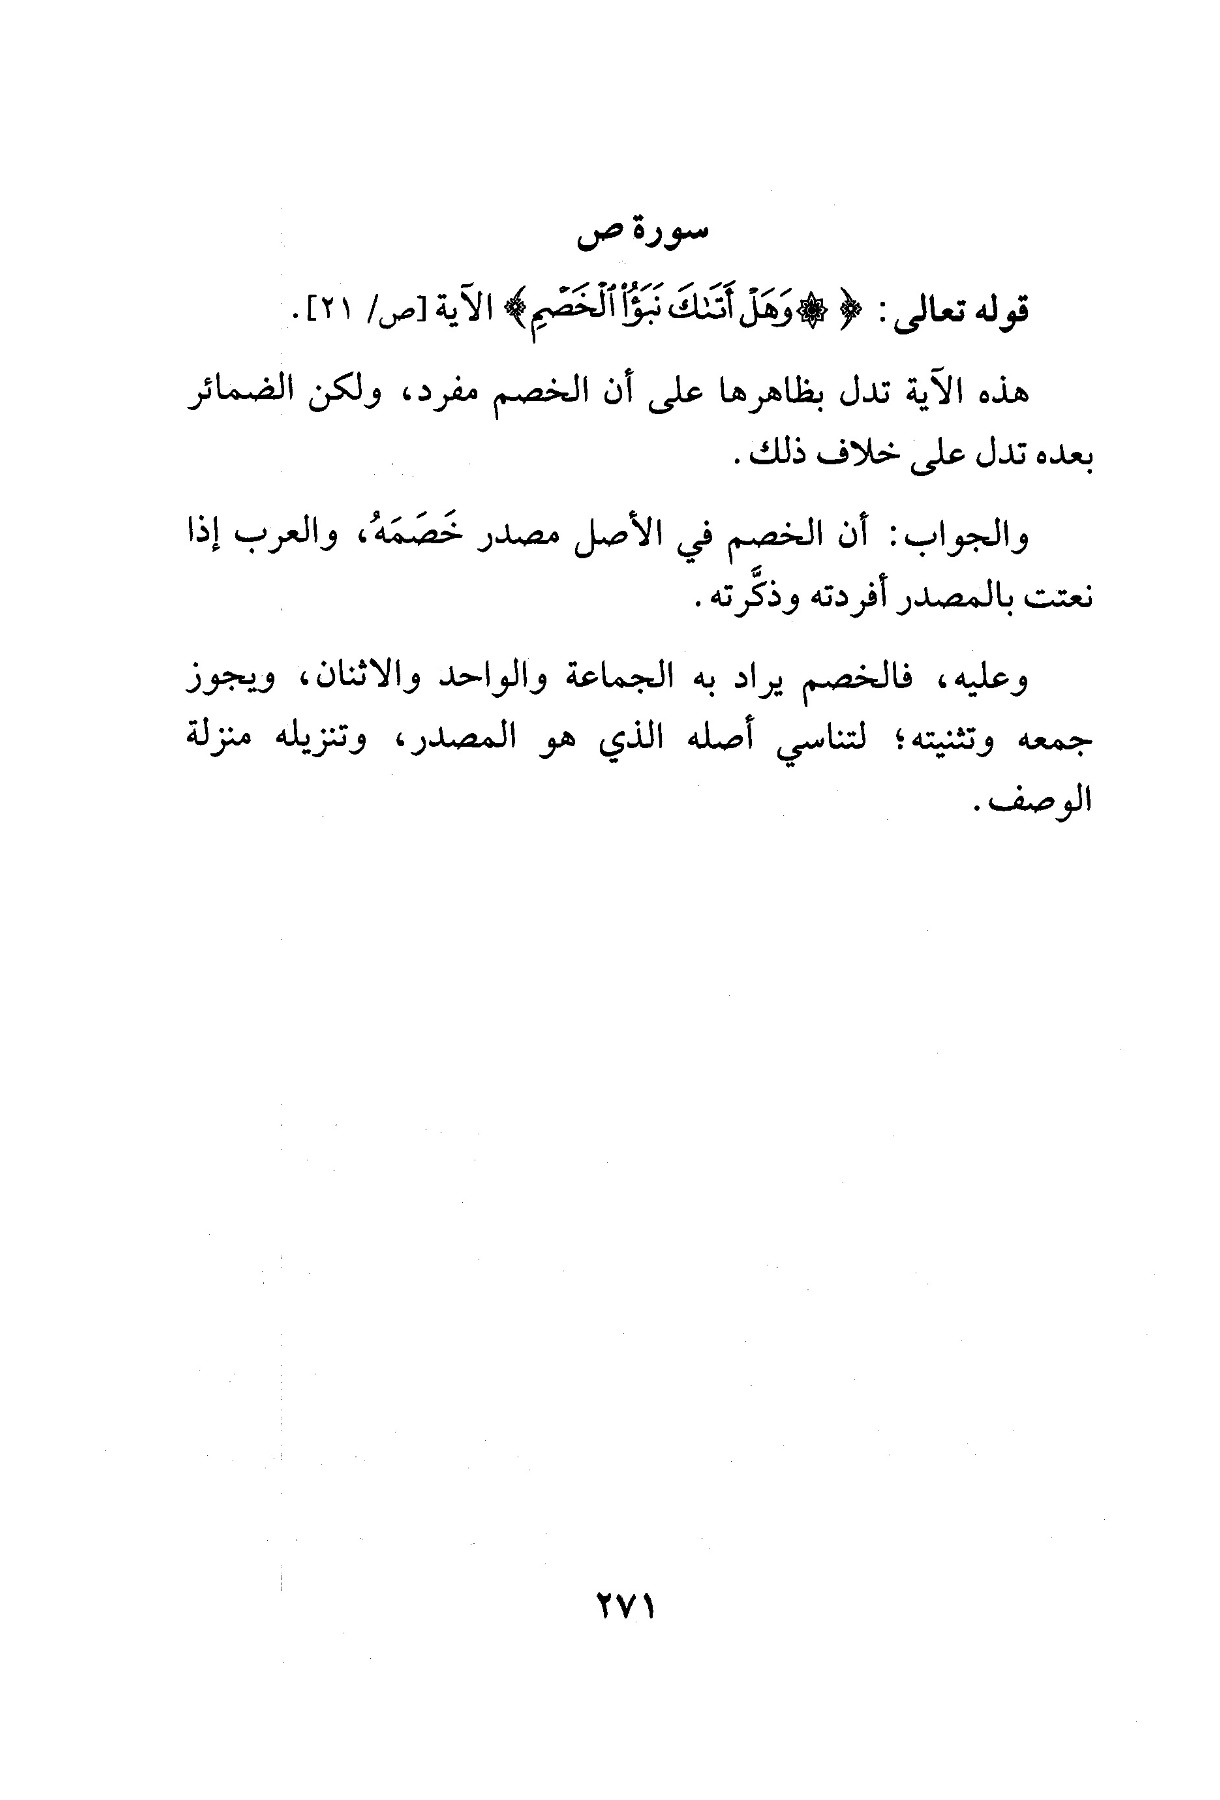 سورة ص
قوله تعالى: ﴿ ۞ وَهَلْ أَتَىٰكَ نَبَؤُا۟ ٱلْخَصْمِ﴾ الآية [ص/ ٢١].
هذه الآية تدل بظاهرها على أن الخصم مفرد، ولكن الضمائر
بعده تدل على خلاف ذلك.
والجواب: أن الخصم في الأصل مصدر خَصَمَهُ، والعرب إذا
نعتت بالمصدر أفردته وذكَّرته.
وعليه، فالخصم يراد به الجماعة والواحد والاثنان، ويجوز
جمعه وتثنيته؛ لتناسي أصله الذي هو المصدر، وتنزيله منزلة
الوصف.
٢٧١